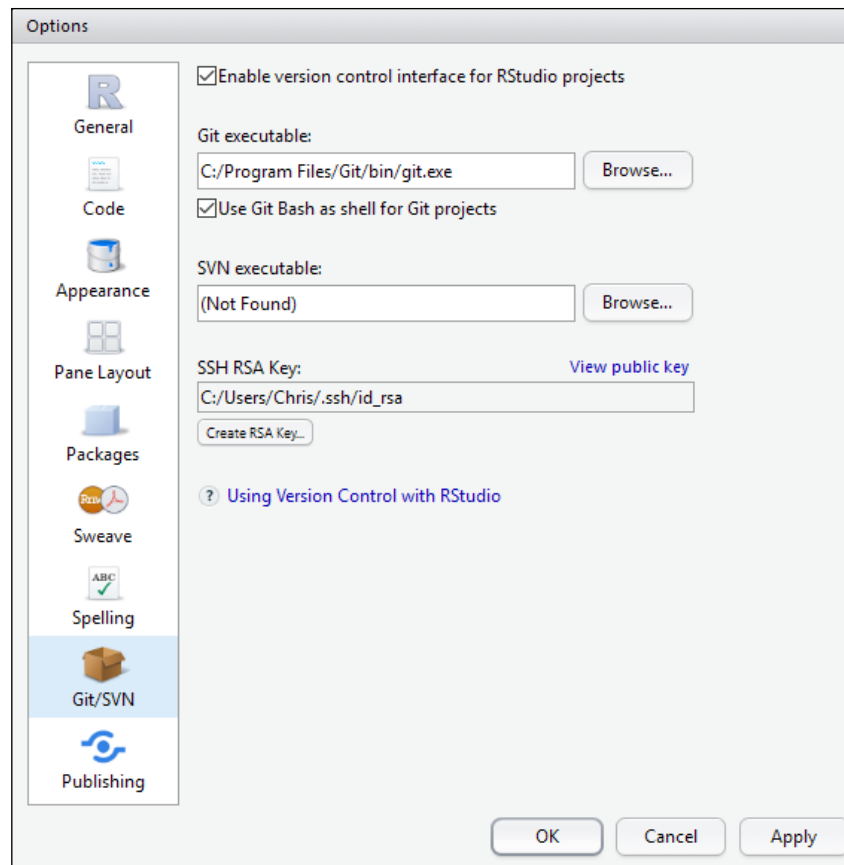 Options
R
General
Code
Appearance
Pane Layout
Packages
Rnw
Sweave
ABC
Spelling
Git/SVN
Publishing
Enable version control interface for RStudio projects
Git executable:
C:/Program Files/Git/bin/git.exe
Browse...
Use Git Bash as shell for Git projects
SVN executable:
(Not Found)
Browse...
SSH RSA Key:
View public key
C:/Users/Chris/.ssh/id_rsa
Create RSA Key...
? Using Version Control with RStudio
OK
Cancel
Apply